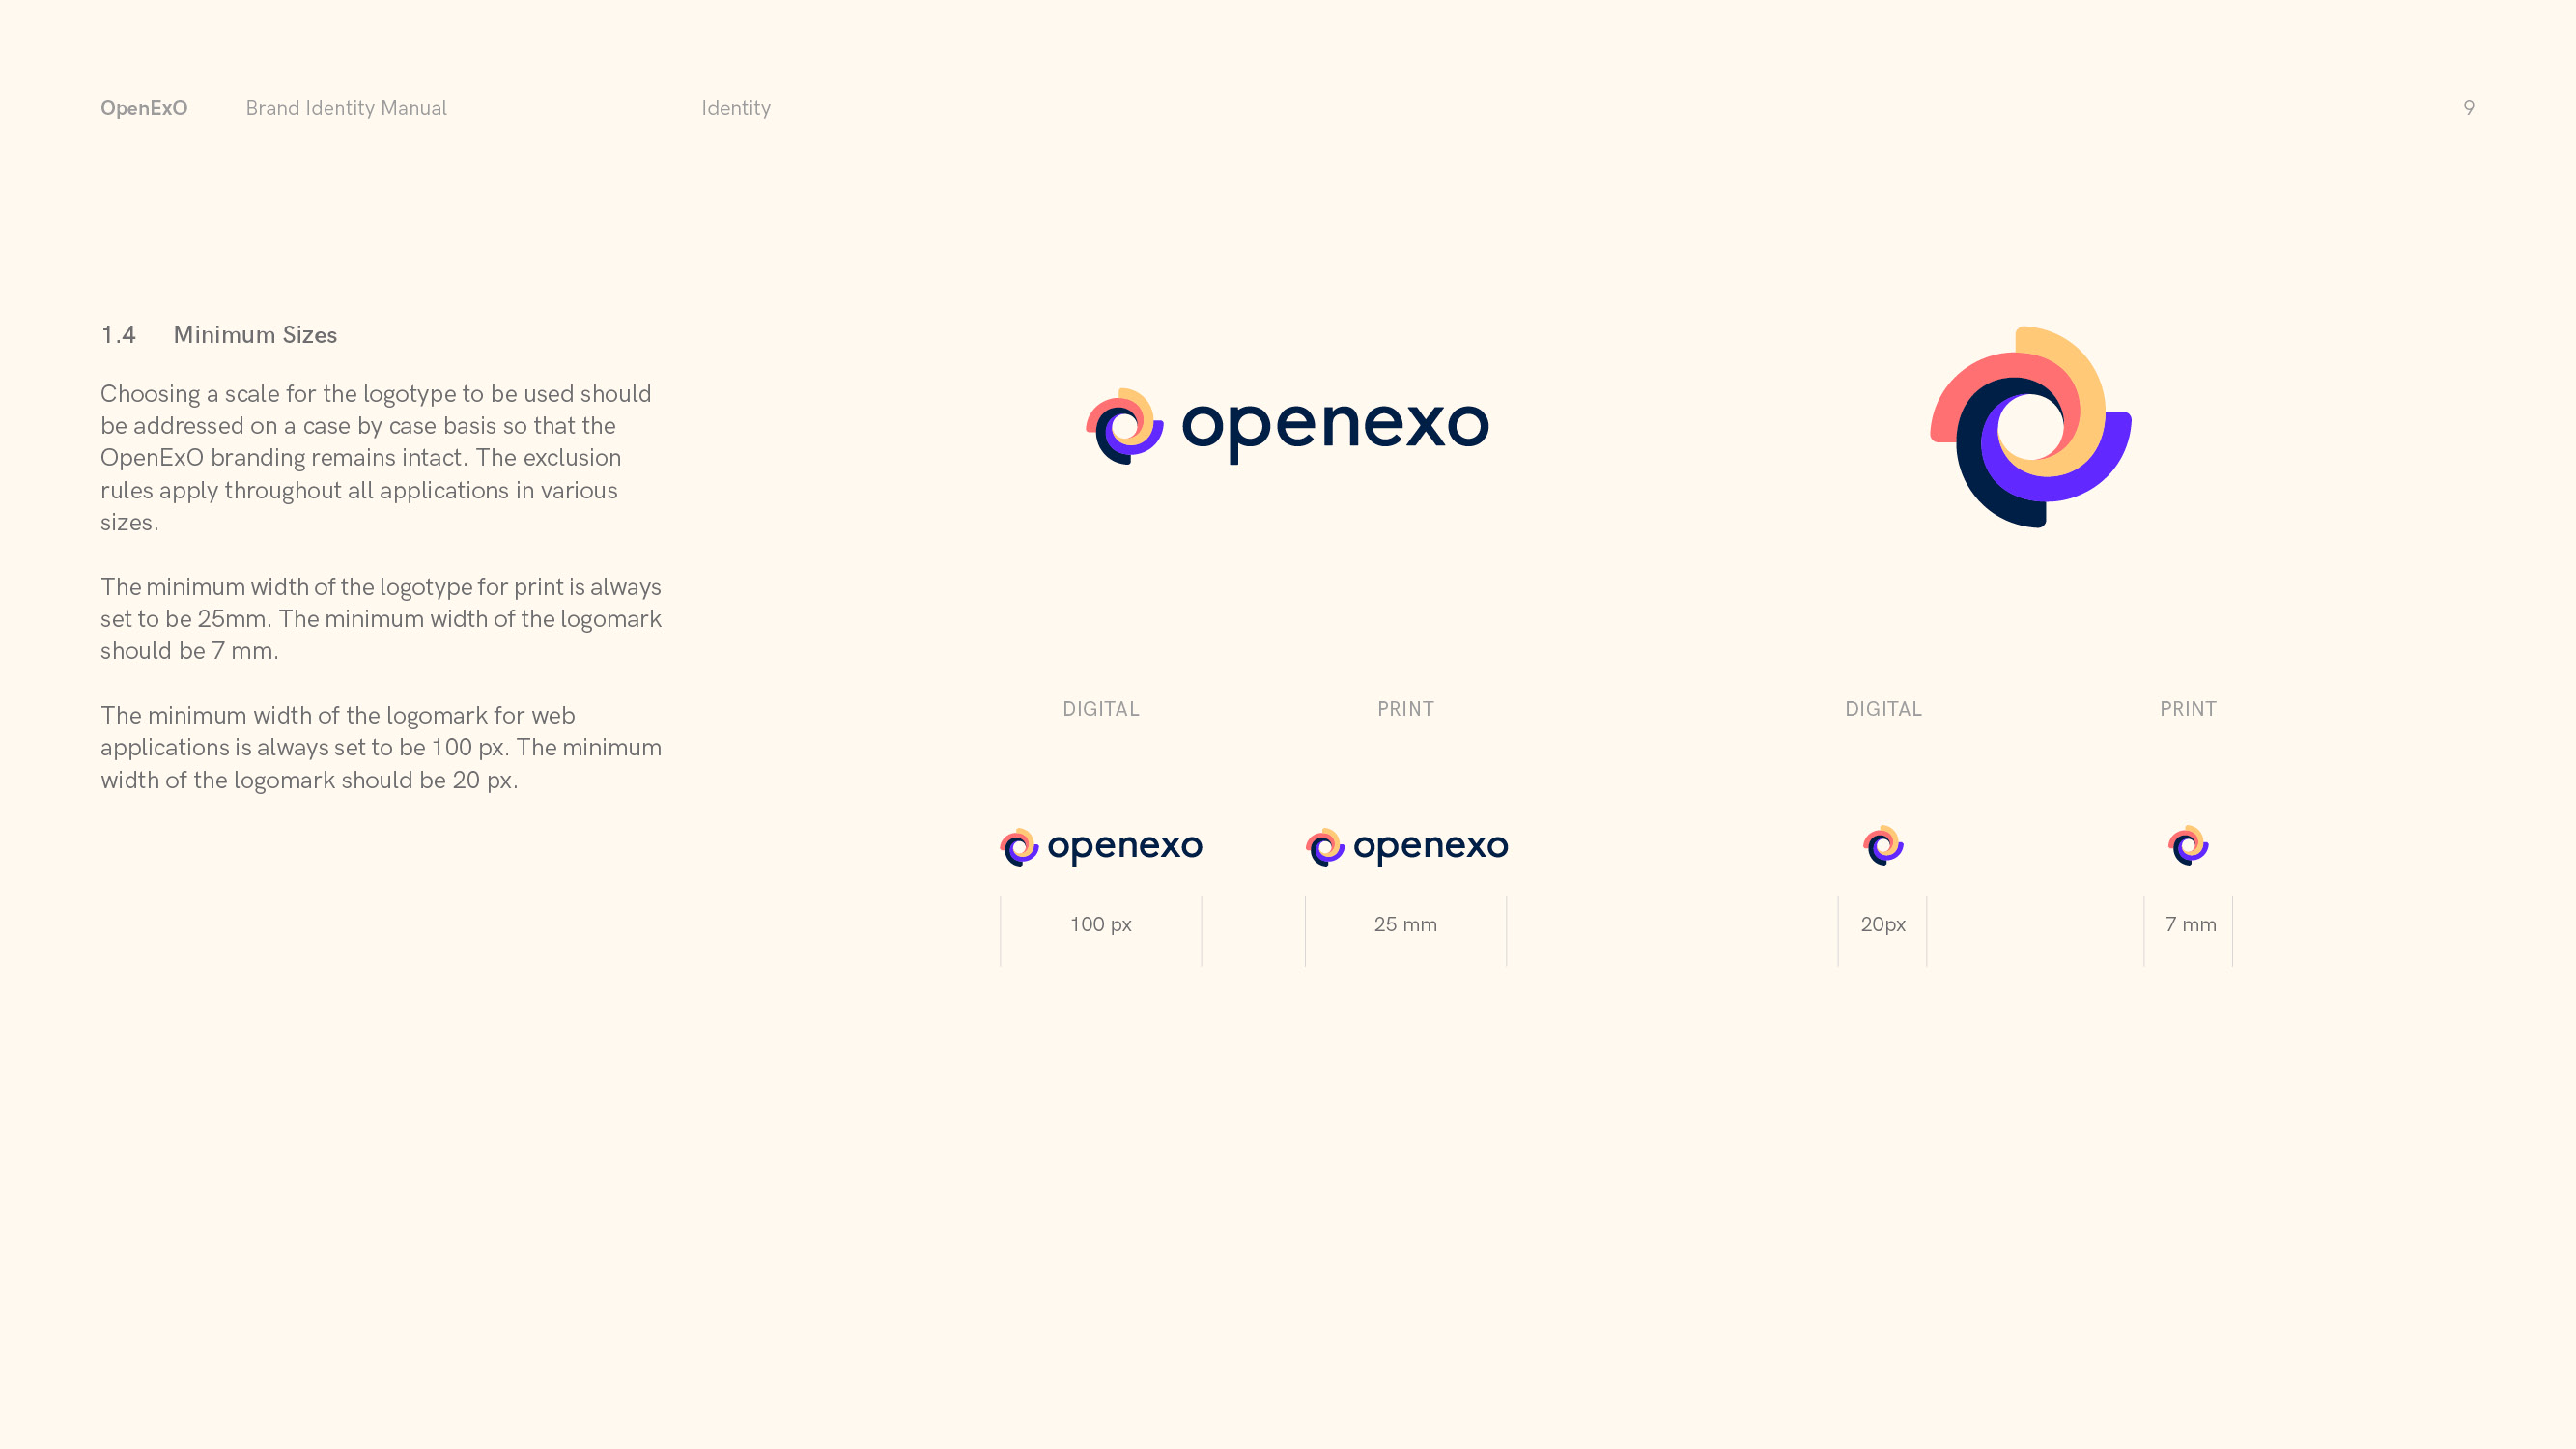 OpenExO Brand Identity Manual Identity 9
1.4 Minimum Sizes
Choosing a scale for the logotype to be used should
be addressed on a case by case basis so that the
OpenExO branding remains intact. The exclusion
rules apply throughout all applications in various
sizes.
The minimum width of the logotype for print is always
set to be 25mm. The minimum width of the logomark
should be 7 mm.
The minimum width of the logomark for web
applications is always set to be 100 px. The minimum
width of the logomark should be 20 px.
openexo
DIGITAL PRINT
openexo openexo
100 px 25 mm
DIGITAL PRINT
20px 7 mm